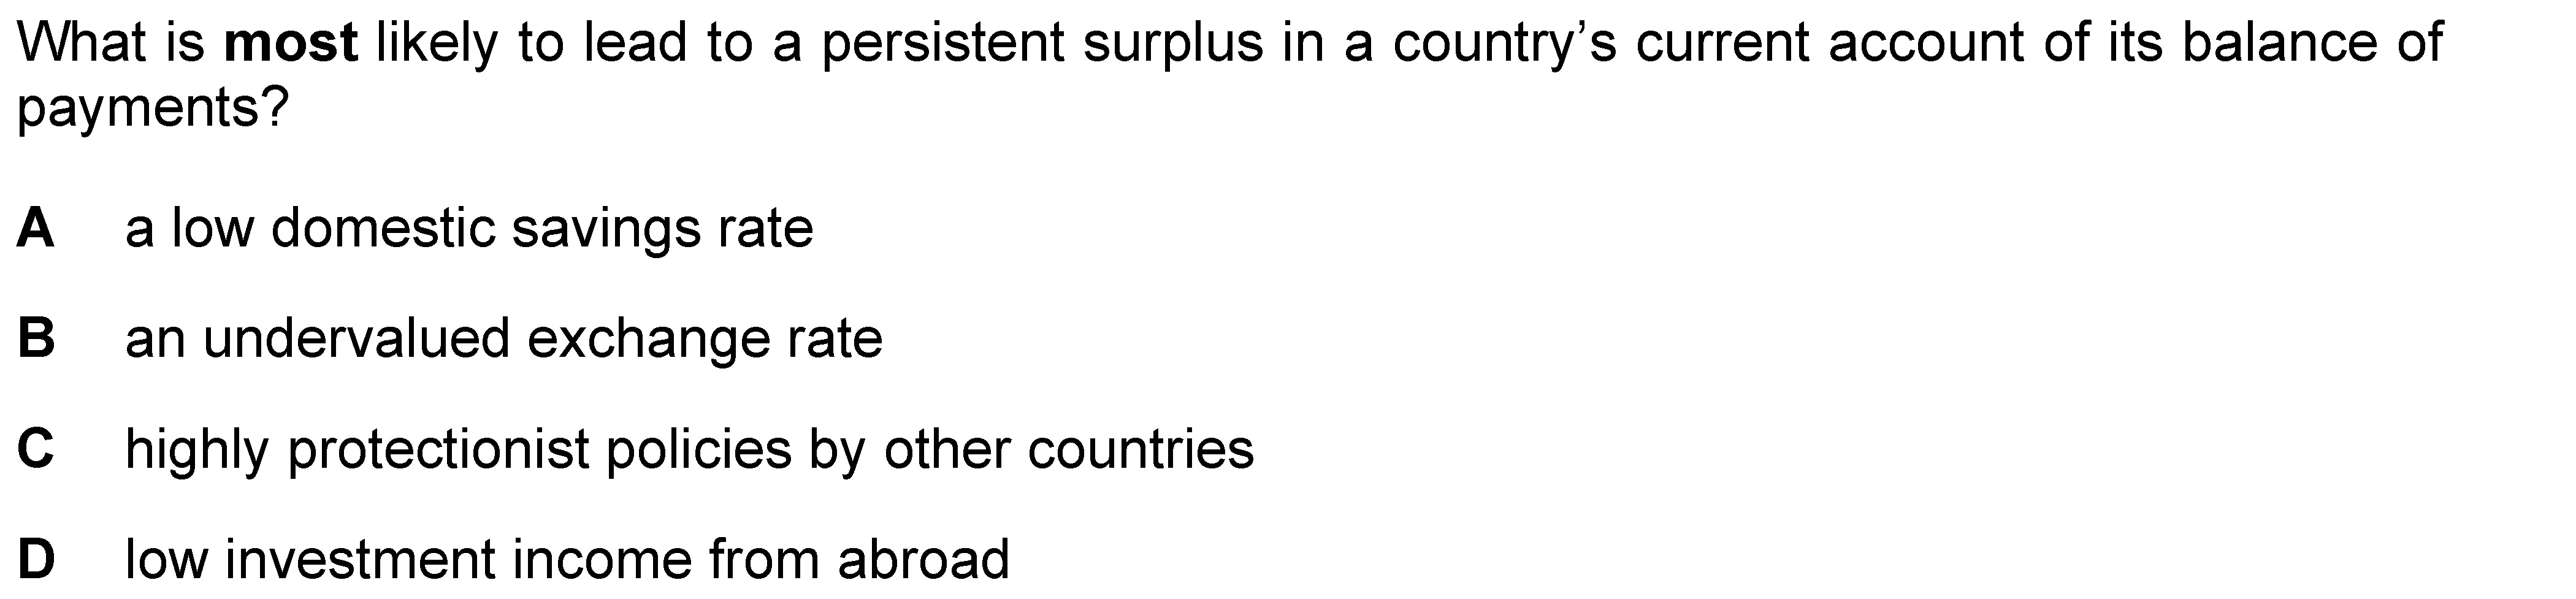 What is most likely to lead to a persistent surplus in a country’s current account of its balance of
payments?
A a low domestic savings rate
B an undervalued exchange rate
C highly protectionist policies by other countries
D low investment income from abroad